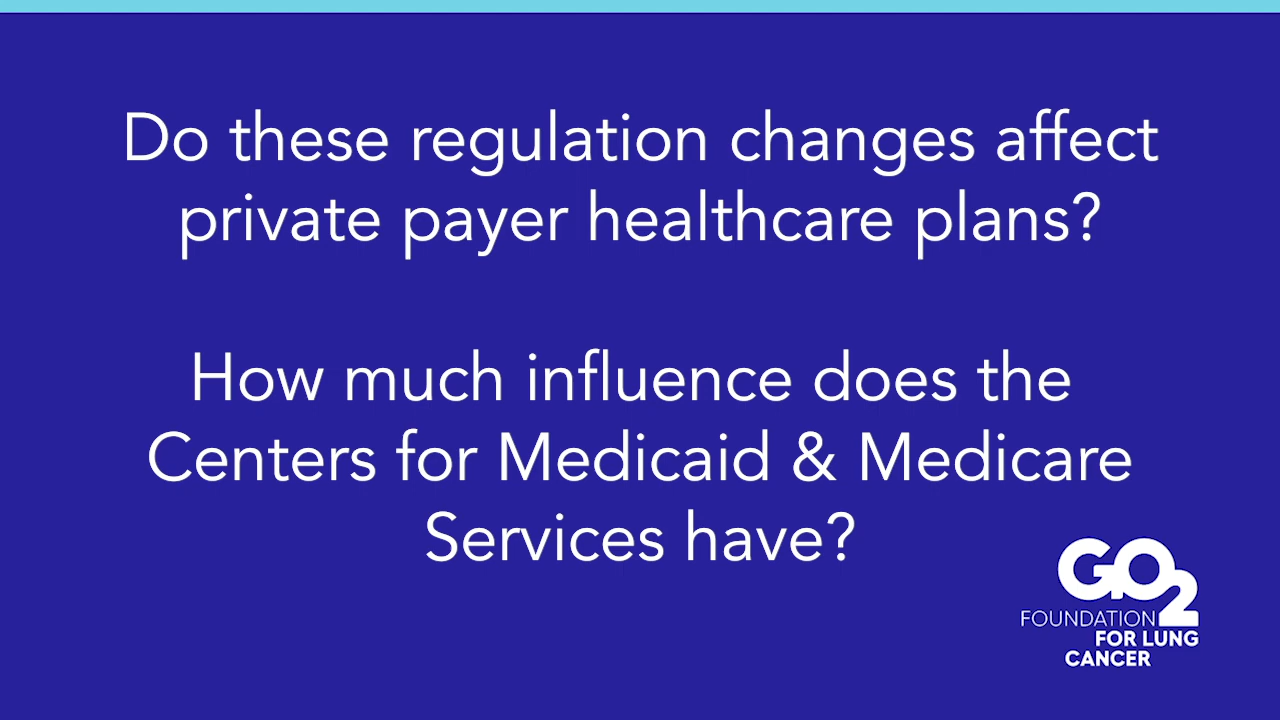 Do these regulation changes affect
private payer healthcare plans?
How much influence does the
Centers for Medicaid & Medicare
Services have?
GO2
FOUNDATION
FOR LUNG
CANCER